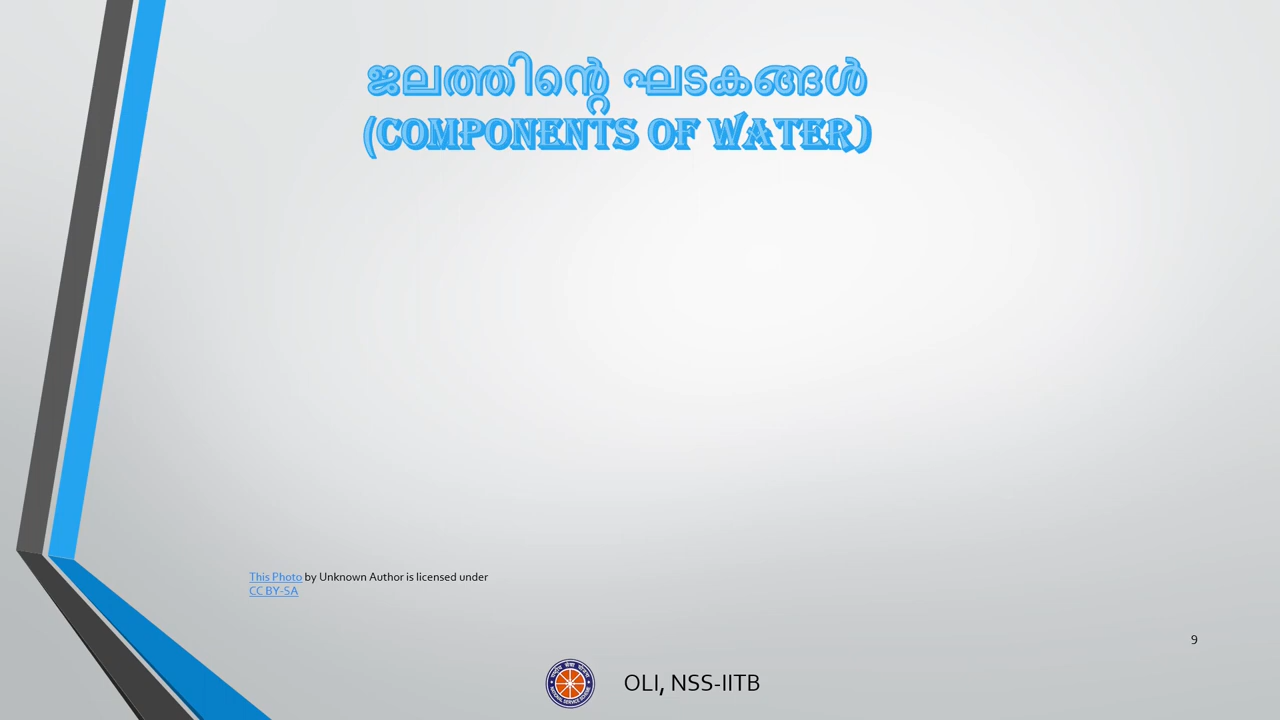 ജലത്തിന്റെ ഘടകങ്ങൾ
(COMPONENTS OF WATER)
This Photo by Unknown Author is licensed under
CC BY-SA
9
OLI, NSS-IITB